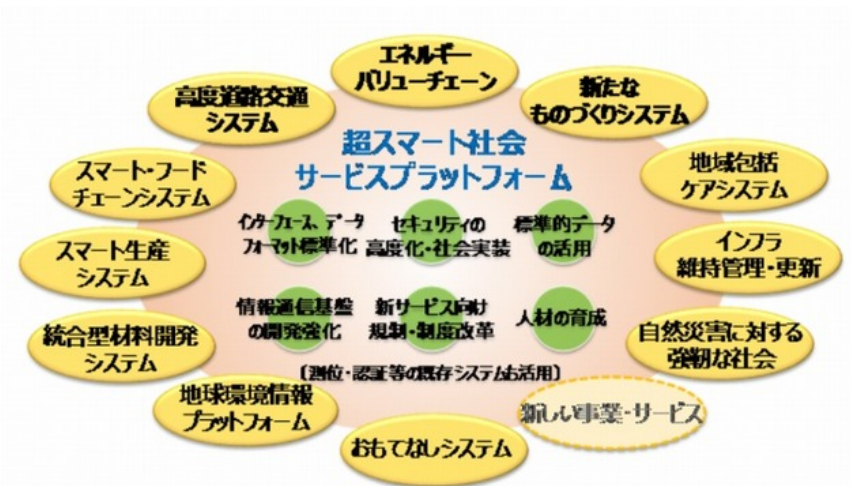 エネルギー
バリューチェーン
高度道路交通
システム
新たな
ものづくりシステム
超スマート社会
サービスプラットフォーム
スマート・フード
チェーンシステム
地域包括
ケアシステム
インターフェース、データ
フォーマット標準化
セキュリティの
高度化・社会実装
標準的データ
の活用
スマート生産
システム
インフラ
維持管理・更新
情報通信基盤
の開発強化
新サービス向け
規制・制度改革
人材の育成
統合型材料開発
システム
自然災害に対する
強靭な社会
〔測位・認証等の既存システムも活用〕
地球環境情報
プラットフォーム
新しい事業・サービス
おもてなしシステム